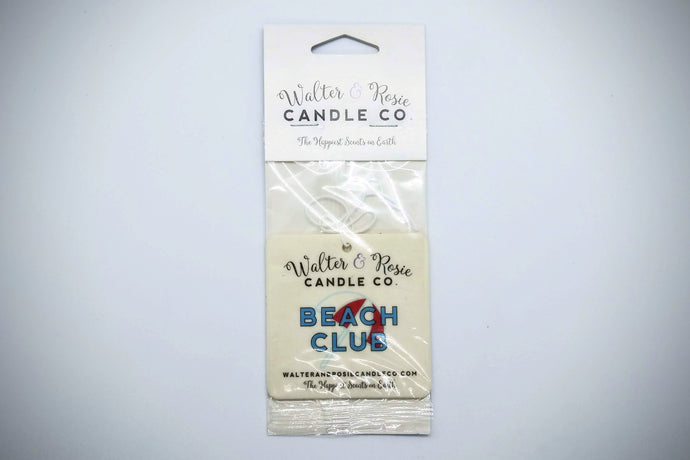 Walter & Rosie
CANDLE CO.
The Happiest Scents on Earth
Walter & Rosie
CANDLE CO.
BEACH
CLUB
WALTERANDROSIECANDLECO.COM
The Happiest Scents on Earth